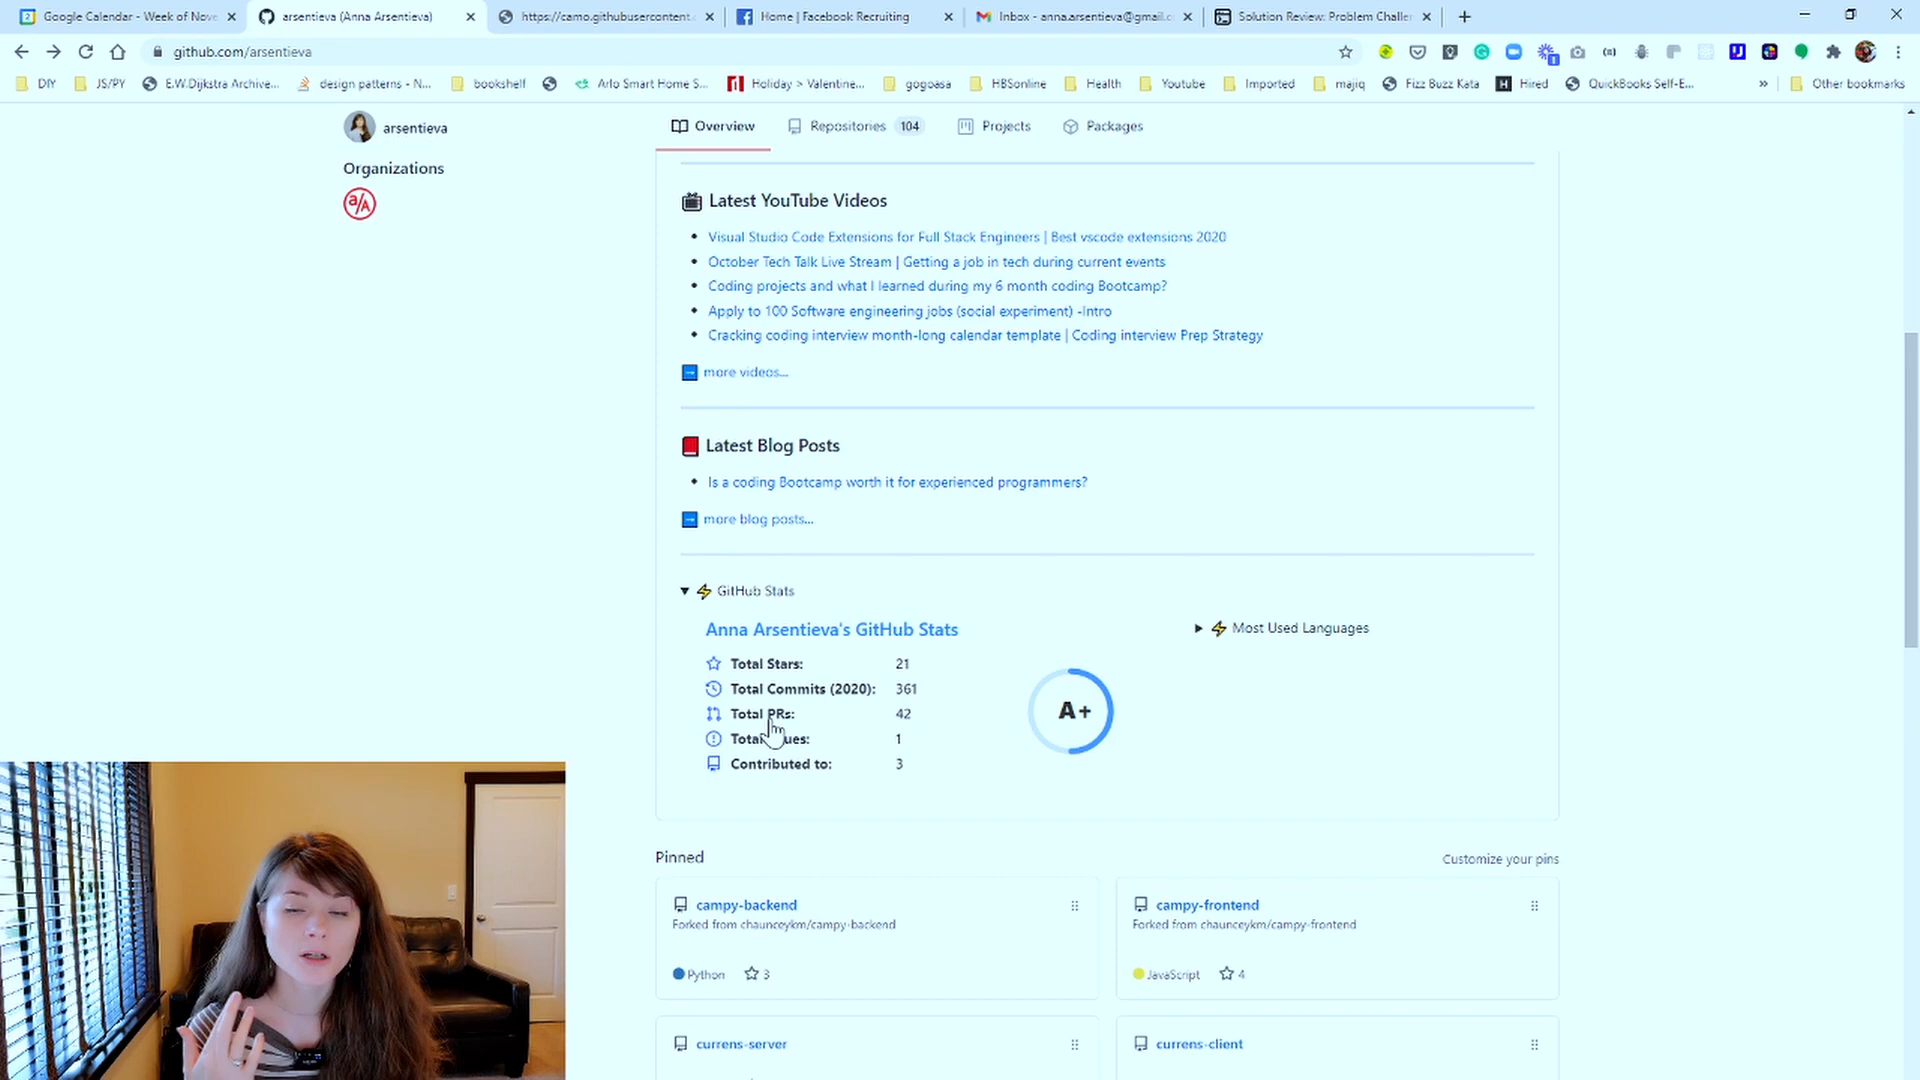 Google Calendar - Week of Nove
arsentieva (Anna Arsentieva)
https://camo.githubusercontent.
Home | Facebook Recruiting
Inbox - anna.arsentieva@gmail.c
Solution Review: Problem Challe
github.com/arsentieva
DIY
JS/PY
E.W.Dijkstra Archive...
design patterns - N...
bookshelf
Arlo Smart Home S...
Holiday > Valentine...
gogoasa
HBSonline
Health
Youtube
Imported
majiq
Fizz Buzz Kata
Hired
QuickBooks Self-E...
»
Other bookmarks
arsentieva
Organizations
a/A
Overview
Repositories 104
Projects
Packages
Latest YouTube Videos
• Visual Studio Code Extensions for Full Stack Engineers | Best vscode extensions 2020
• October Tech Talk Live Stream | Getting a job in tech during current events
• Coding projects and what I learned during my 6 month coding Bootcamp?
• Apply to 100 Software engineering jobs (social experiment) -Intro
• Cracking coding interview month-long calendar template | Coding interview Prep Strategy
more videos...
Latest Blog Posts
• Is a coding Bootcamp worth it for experienced programmers?
more blog posts...
GitHub Stats
Anna Arsentieva's GitHub Stats
Most Used Languages
Total Stars: 21
Total Commits (2020): 361
Total PRs: 42
Total ues: 1
Contributed to: 3
A+
Pinned
Customize your pins
campy-backend
Forked from chaunceykm/campy-backend
Python 3
campy-frontend
Forked from chaunceykm/campy-frontend
JavaScript 4
currens-server
currens-client